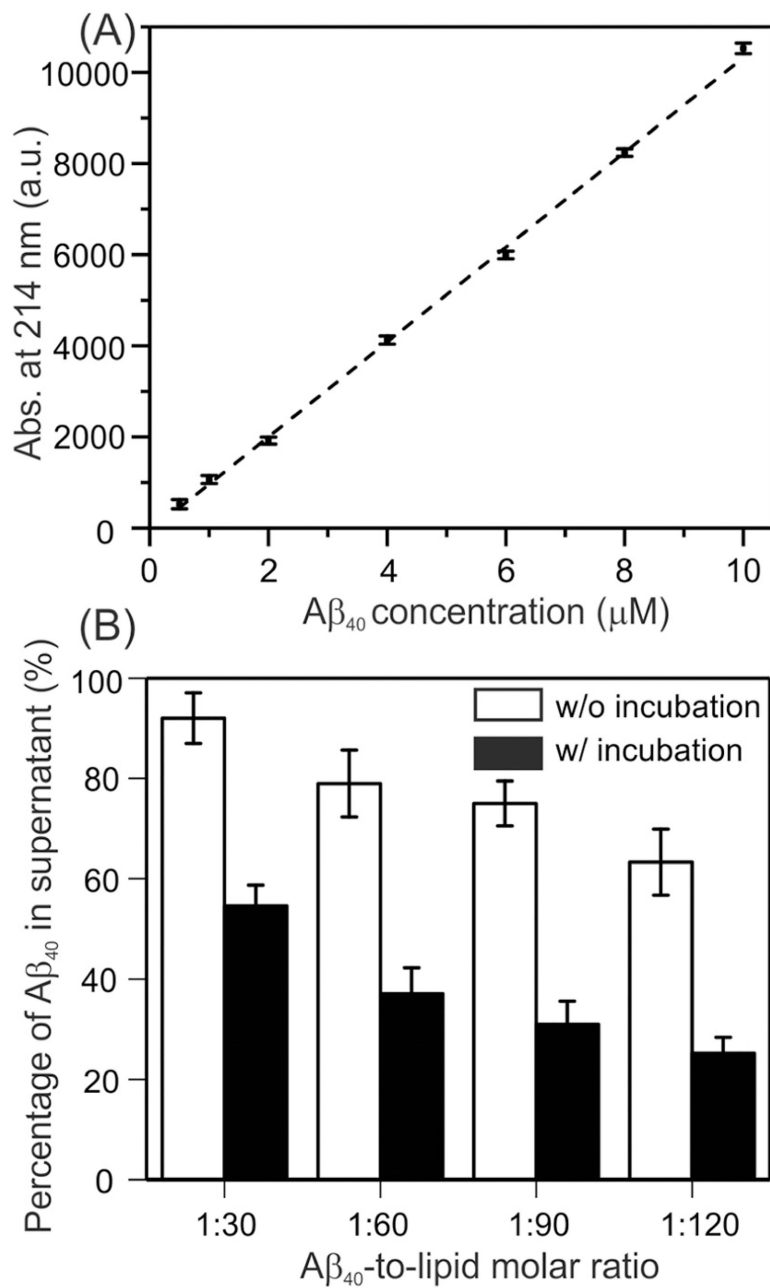 (A)
10000
8000
6000
4000
2000
0
Abs. at 214 nm (a.u.)
0 2 4 6 8 10
Aβ₄₀ concentration (μM)
(B)
100
80
60
40
20
0
Percentage of Aβ₄₀ in supernatant (%)
w/o incubation
w/ incubation
1:30 1:60 1:90 1:120
Aβ₄₀-to-lipid molar ratio